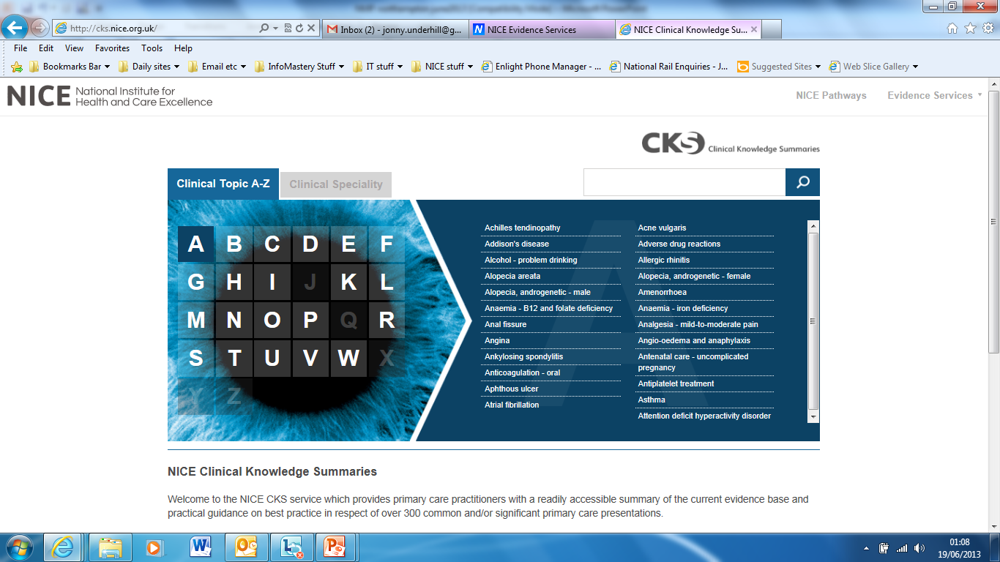 http://cks.nice.org.uk/
Inbox (2) - jonny.underhill@g...
NICE Evidence Services
NICE Clinical Knowledge Su...
File Edit View Favorites Tools Help
Bookmarks Bar Daily sites Email etc InfoMastery Stuff IT stuff NICE stuff Enlight Phone Manager - ... National Rail Enquiries - J... Suggested Sites Web Slice Gallery
NICE National Institute for
Health and Care Excellence
NICE Pathways Evidence Services
CKS Clinical Knowledge Summaries
Clinical Topic A-Z Clinical Speciality
A B C D E F
G H I J K L
M N O P Q R
S T U V W X
Y Z
Achilles tendinopathy
Addison's disease
Alcohol - problem drinking
Alopecia areata
Alopecia, androgenetic - male
Anaemia - B12 and folate deficiency
Anal fissure
Angina
Ankylosing spondylitis
Anticoagulation - oral
Aphthous ulcer
Atrial fibrillation
Acne vulgaris
Adverse drug reactions
Allergic rhinitis
Alopecia, androgenetic - female
Amenorrhoea
Anaemia - iron deficiency
Analgesia - mild-to-moderate pain
Angio-oedema and anaphylaxis
Antenatal care - uncomplicated
pregnancy
Antiplatelet treatment
Asthma
Attention deficit hyperactivity disorder
NICE Clinical Knowledge Summaries
Welcome to the NICE CKS service which provides primary care practitioners with a readily accessible summary of the current evidence base and
practical guidance on best practice in respect of over 300 common and/or significant primary care presentations.
01:08
19/06/2013